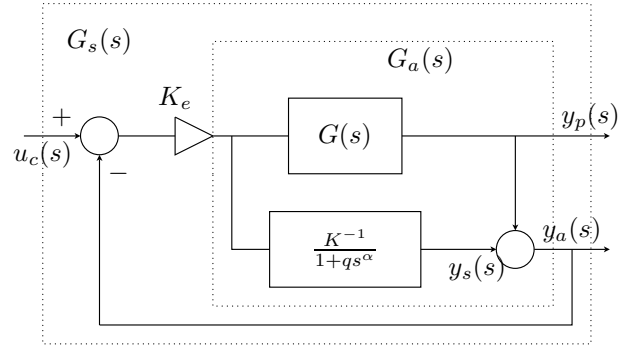 G_s(s)
G_a(s)
K_e
+
u_c(s)
−
G(s)
y_p(s)
K^{-1}
1+qs^α
y_s(s)
y_a(s)